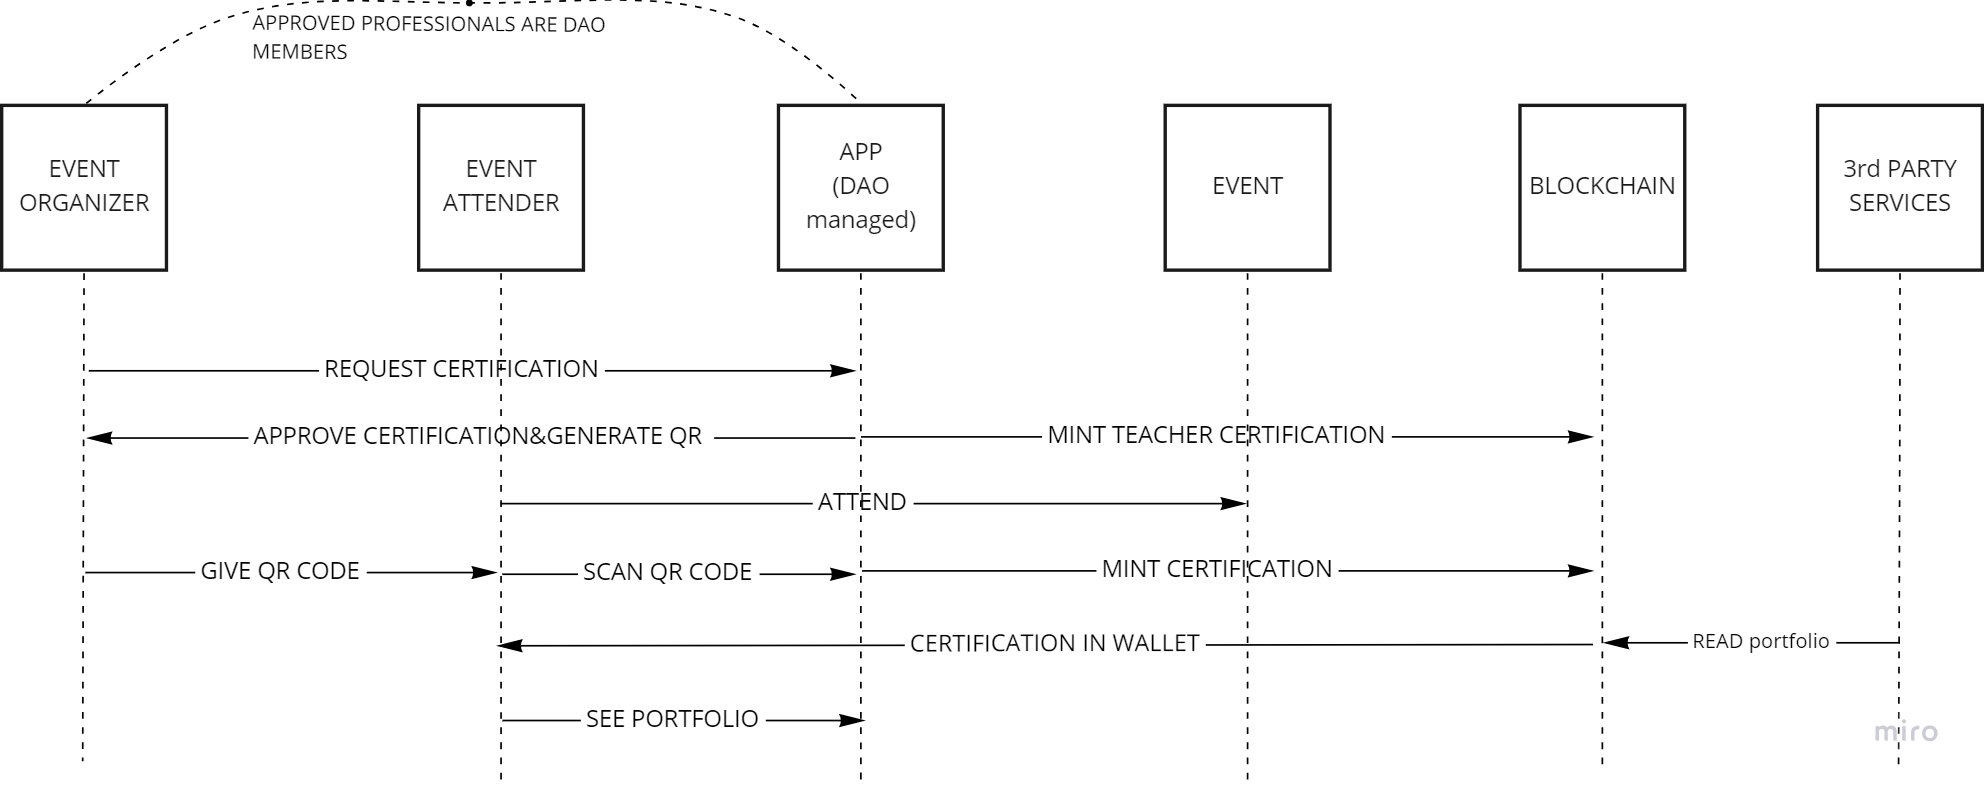 APPROVED PROFESSIONALS ARE DAO
MEMBERS
EVENT
ORGANIZER
EVENT
ATTENDER
APP
(DAO
managed)
EVENT
BLOCKCHAIN
3rd PARTY
SERVICES
REQUEST CERTIFICATION
APPROVE CERTIFICATION&GENERATE QR
MINT TEACHER CERTIFICATION
ATTEND
GIVE QR CODE
SCAN QR CODE
MINT CERTIFICATION
CERTIFICATION IN WALLET
READ portfolio
SEE PORTFOLIO
miro